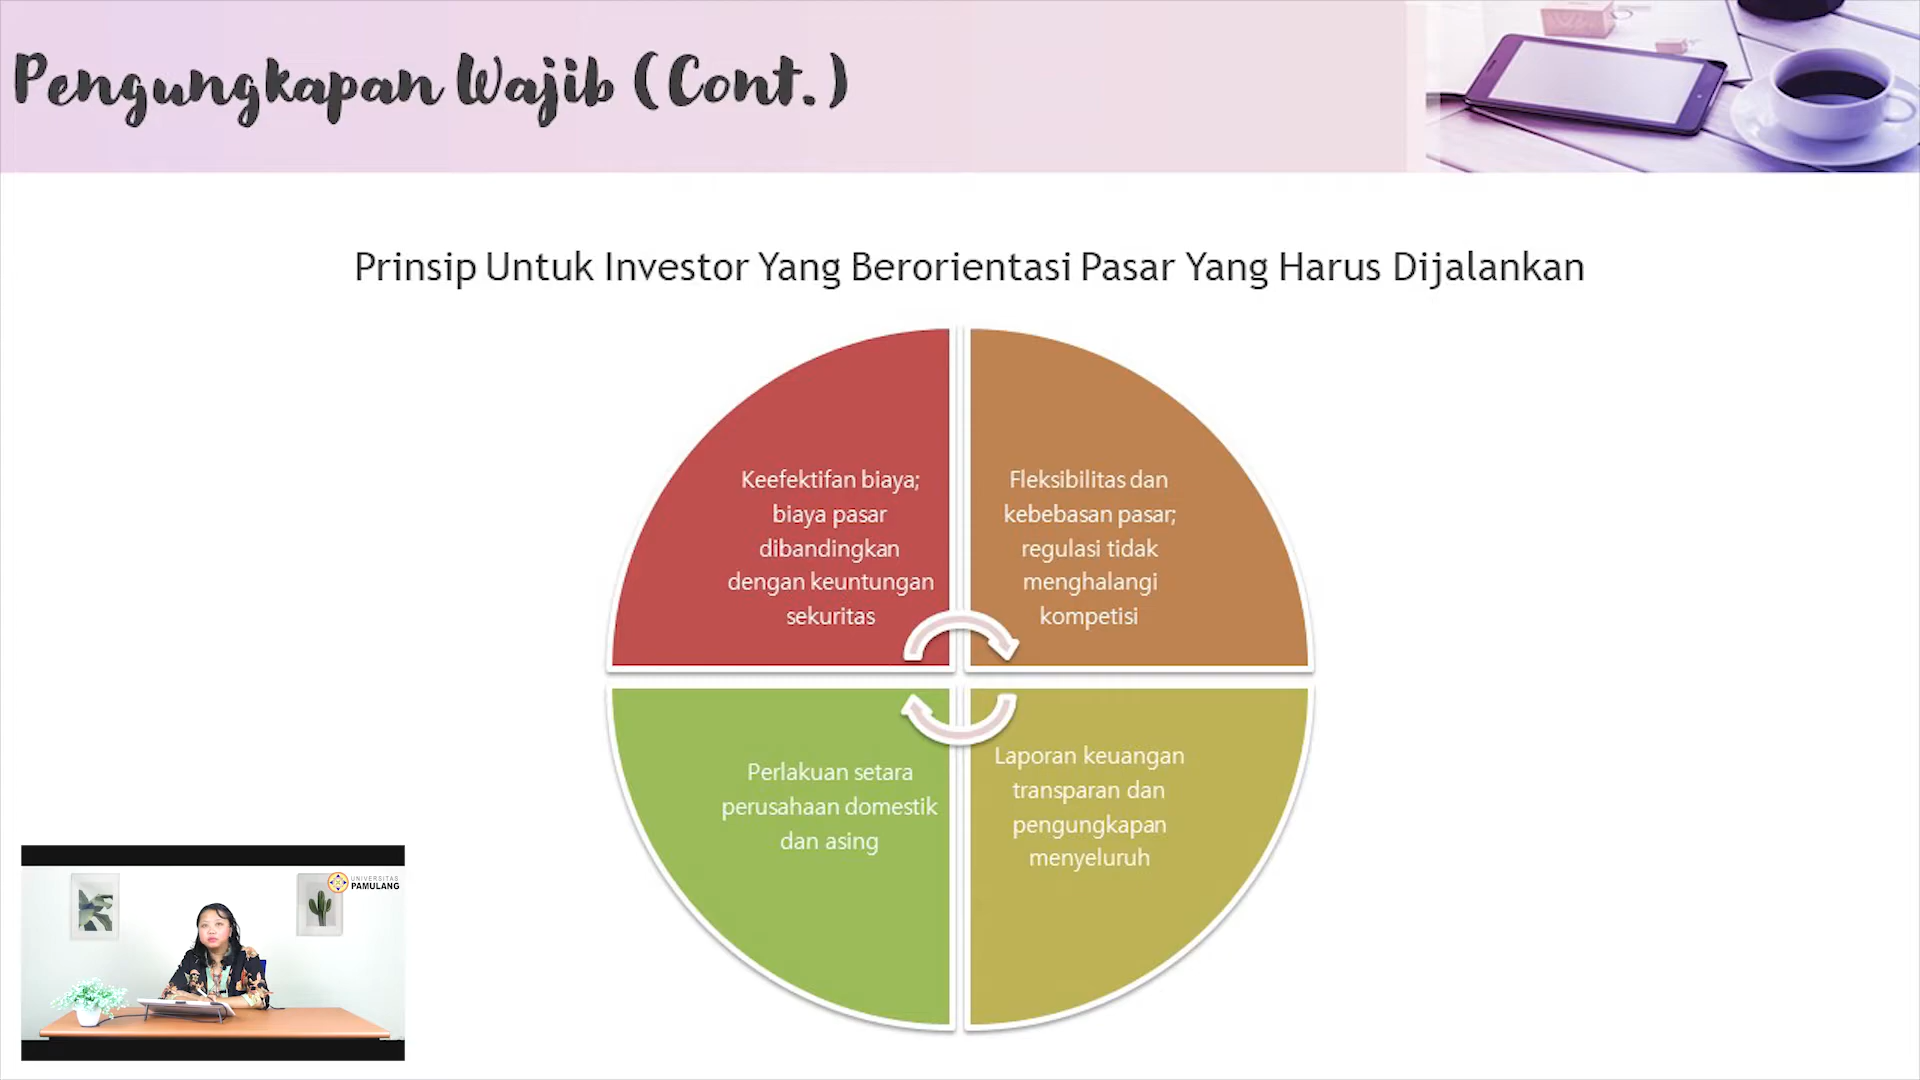 Pengungkapan Wajib (Cont.)
Prinsip Untuk Investor Yang Berorientasi Pasar Yang Harus Dijalankan
Keefektifan biaya;
biaya pasar
dibandingkan
dengan keuntungan
sekuritas
Fleksibilitas dan
kebebasan pasar;
regulasi tidak
menghalangi
kompetisi
Perlakuan setara
perusahaan domestik
dan asing
Laporan keuangan
transparan dan
pengungkapan
menyeluruh
UNIVERSITAS
PAMULANG